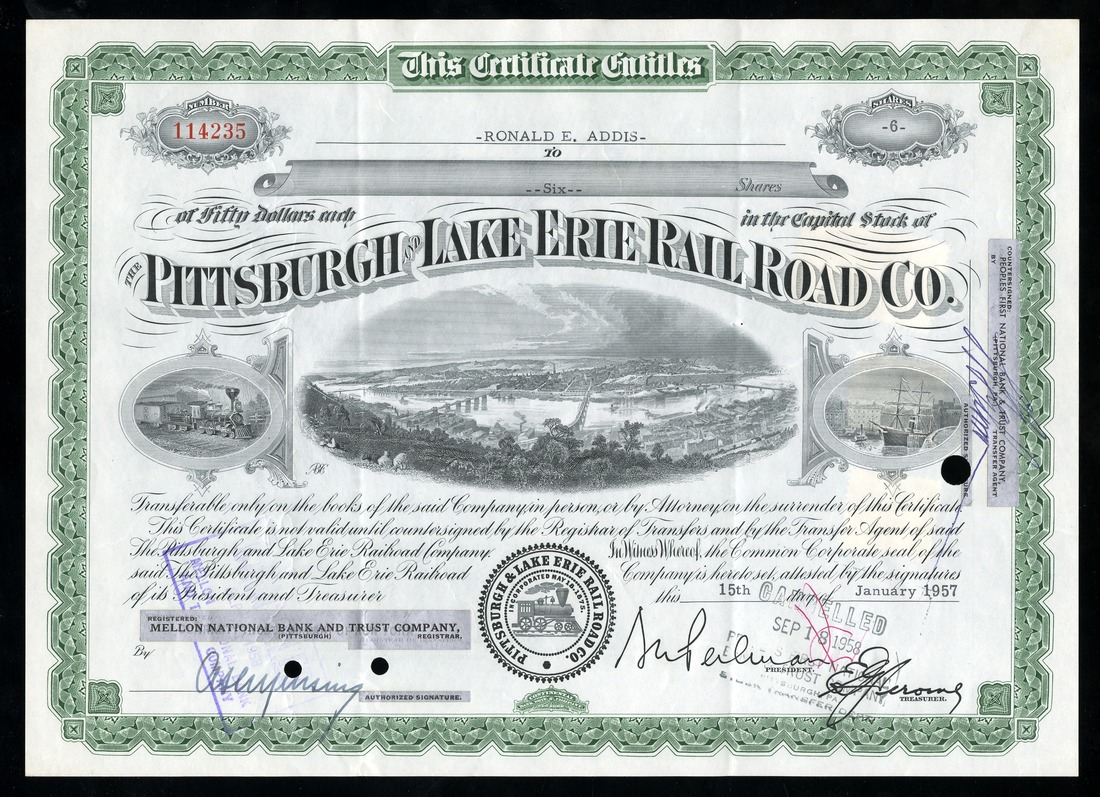 This Certificate Entitles
NUMBER
114235
SHARES
-6-
-RONALD E. ADDIS-
TO
--Six-- Shares
of Fifty Dollars each in the Capital Stock of
THE PITTSBURGH AND LAKE ERIE RAIL ROAD CO.
Transferable only on the books of the said Company in person, or by Attorney on the surrender of this Certificate
This Certificate is not valid until countersigned by the Registrar of Transfers and by the Transfer Agent of said
The Pittsburgh and Lake Erie Railroad Company. In Witness Whereof, the Common Corporate seal of the
said The Pittsburgh and Lake Erie Railroad Company is hereto set, attested by the signatures
of its President and Treasurer this 15th day of January 1957
PITTSBURGH & LAKE ERIE RAIL ROAD CO.
INCORPORATED MAY 18. 1875.
REGISTERED:
MELLON NATIONAL BANK AND TRUST COMPANY,
(PITTSBURGH) REGISTRAR.
By
AUTHORIZED SIGNATURE.
CANCELLED
SEP 18 1958
PRESIDENT.
TREASURER.
COUNTERSIGNED:
PEOPLES FIRST NATIONAL BANK & TRUST COMPANY
(PITTSBURGH, PA.) TRANSFER AGENT
BY
AUTHORIZED
CONTINENTAL